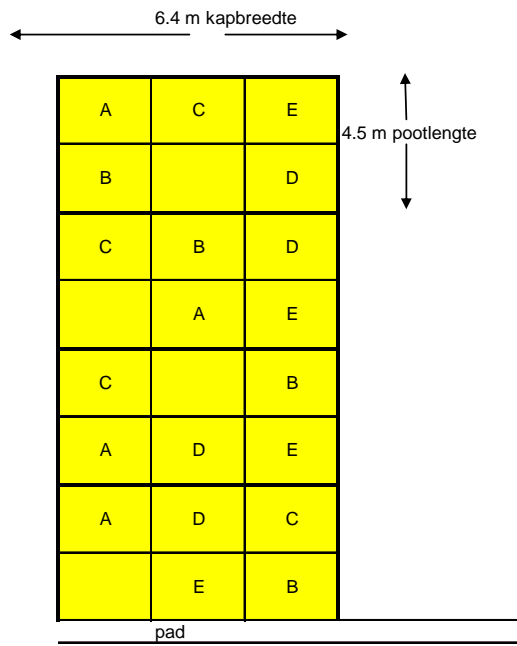 6.4 m kapbreedte
A C E
4.5 m pootlengte
B D
C B D
A E
C B
A D E
A D C
E B
pad